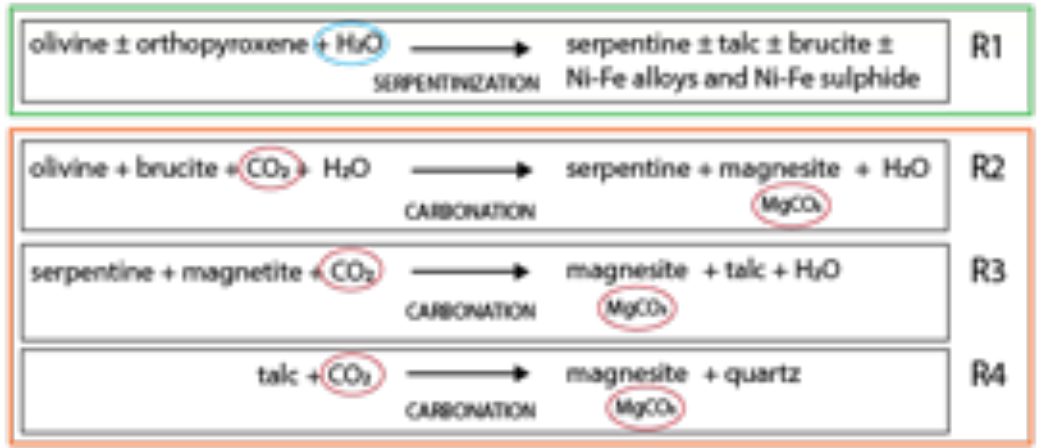 olivine ± orthopyroxene + H₂O serpentine ± talc ± brucite ± R1
SERPENTINIZATION Ni-Fe alloys and Ni-Fe sulphide
olivine + brucite + CO₂ + H₂O serpentine + magnesite + H₂O R2
CARBONATION MgCO₃
serpentine + magnetite + CO₂ magnesite + talc + H₂O R3
CARBONATION MgCO₃
talc + CO₂ magnesite + quartz R4
CARBONATION MgCO₃